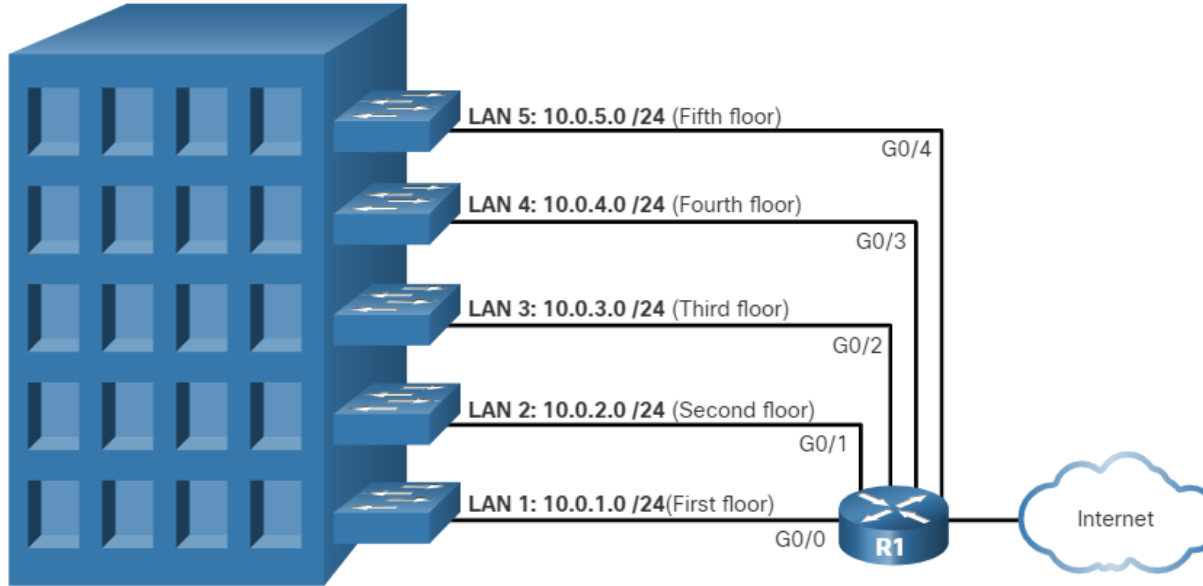 LAN 5: 10.0.5.0 /24 (Fifth floor)
G0/4
LAN 4: 10.0.4.0 /24 (Fourth floor)
G0/3
LAN 3: 10.0.3.0 /24 (Third floor)
G0/2
LAN 2: 10.0.2.0 /24 (Second floor)
G0/1
LAN 1: 10.0.1.0 /24(First floor)
G0/0
R1
Internet